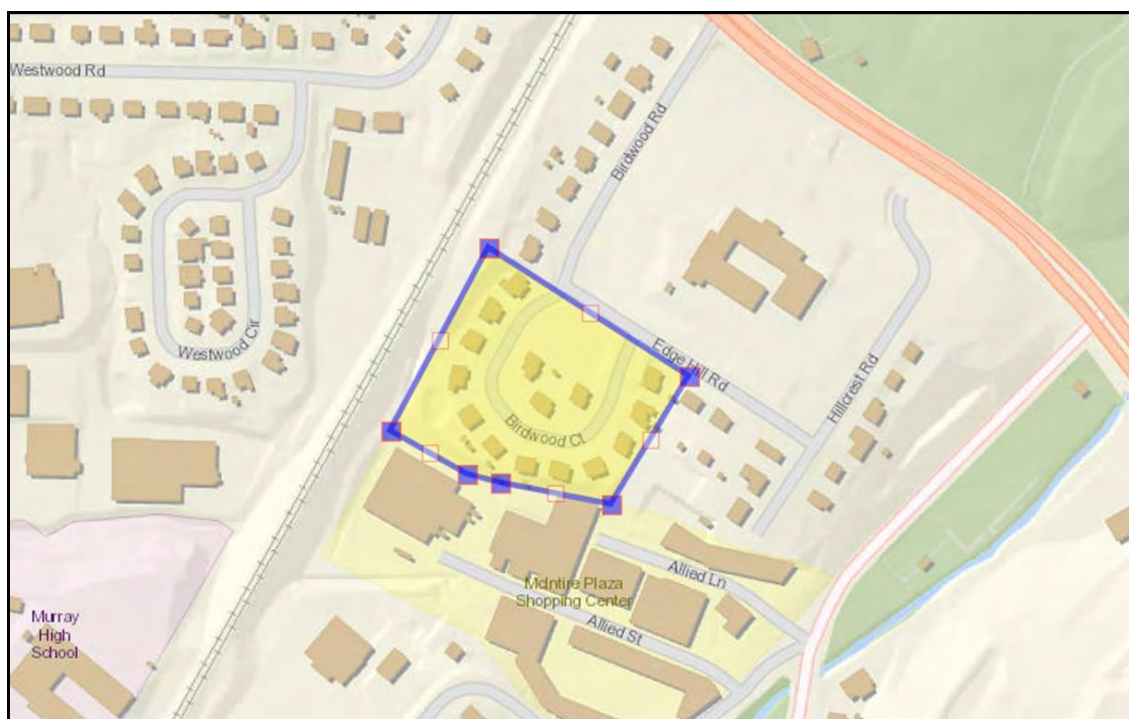 Westwood Rd
Birdwood Rd
Westwood Cir
Edge Hill Rd
Hillcrest Rd
Birdwood Ct
Allied Ln
McIntire Plaza
Shopping Center
Allied St
Murray
High
School